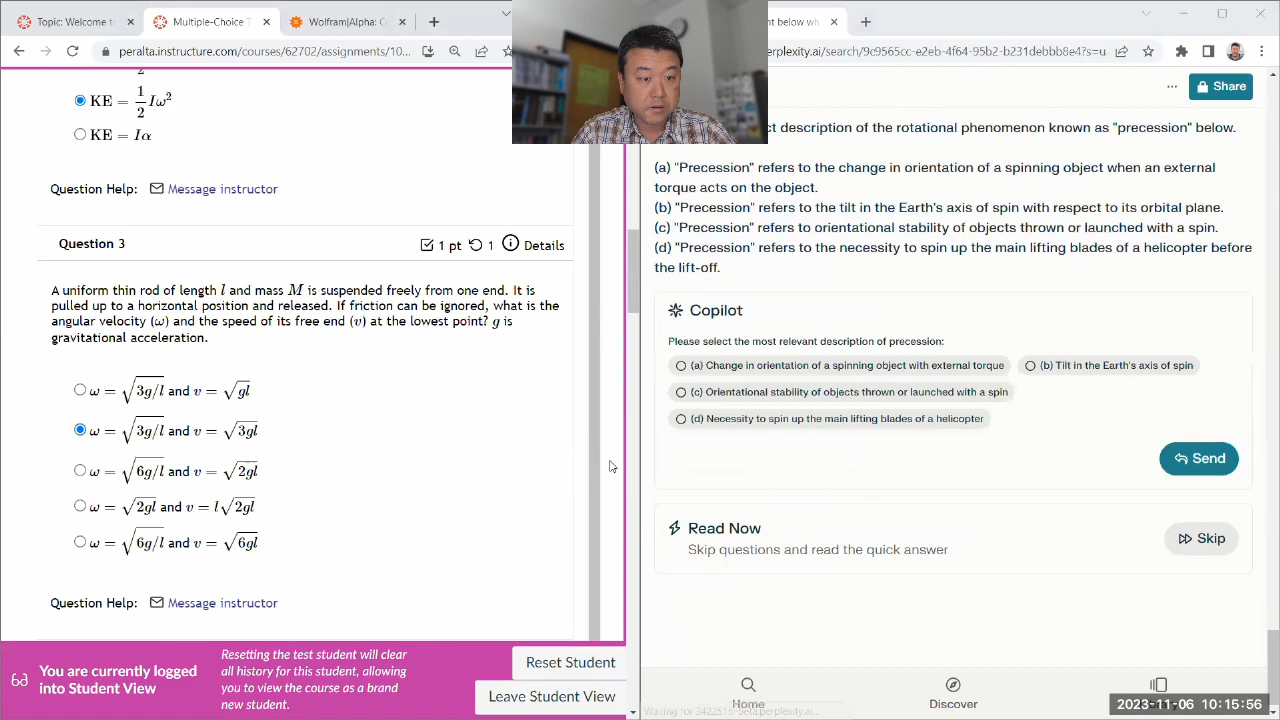 Topic: Welcome to
Multiple-Choice T
Wolfram|Alpha: C
nt below wh
peralta.instructure.com/courses/62702/assignments/10...
erplexity.ai/search/9c9565cc-e2eb-4f64-95b2-b231debbb8e4?s=u...
KE = 1/2 Iω²
KE = Iα
Question Help: Message instructor
Question 3
1 pt 1 Details
A uniform thin rod of length l and mass M is suspended freely from one end. It is
pulled up to a horizontal position and released. If friction can be ignored, what is the
angular velocity (ω) and the speed of its free end (v) at the lowest point? g is
gravitational acceleration.
ω = √3g/l and v = √gl
ω = √3g/l and v = √3gl
ω = √6g/l and v = √2gl
ω = √2gl and v = l√2gl
ω = √6g/l and v = √6gl
Question Help: Message instructor
You are currently logged
into Student View
Resetting the test student will clear
all history for this student, allowing
you to view the course as a brand
new student.
Reset Student
Leave Student View
Share
ct description of the rotational phenomenon known as "precession" below.
(a) "Precession" refers to the change in orientation of a spinning object when an external
torque acts on the object.
(b) "Precession" refers to the tilt in the Earth's axis of spin with respect to its orbital plane.
(c) "Precession" refers to orientational stability of objects thrown or launched with a spin.
(d) "Precession" refers to the necessity to spin up the main lifting blades of a helicopter before
the lift-off.
Copilot
Please select the most relevant description of precession:
(a) Change in orientation of a spinning object with external torque
(b) Tilt in the Earth's axis of spin
(c) Orientational stability of objects thrown or launched with a spin
(d) Necessity to spin up the main lifting blades of a helicopter
Send
Read Now
Skip questions and read the quick answer
Skip
Home
Discover
2023-11-06 10:15:56